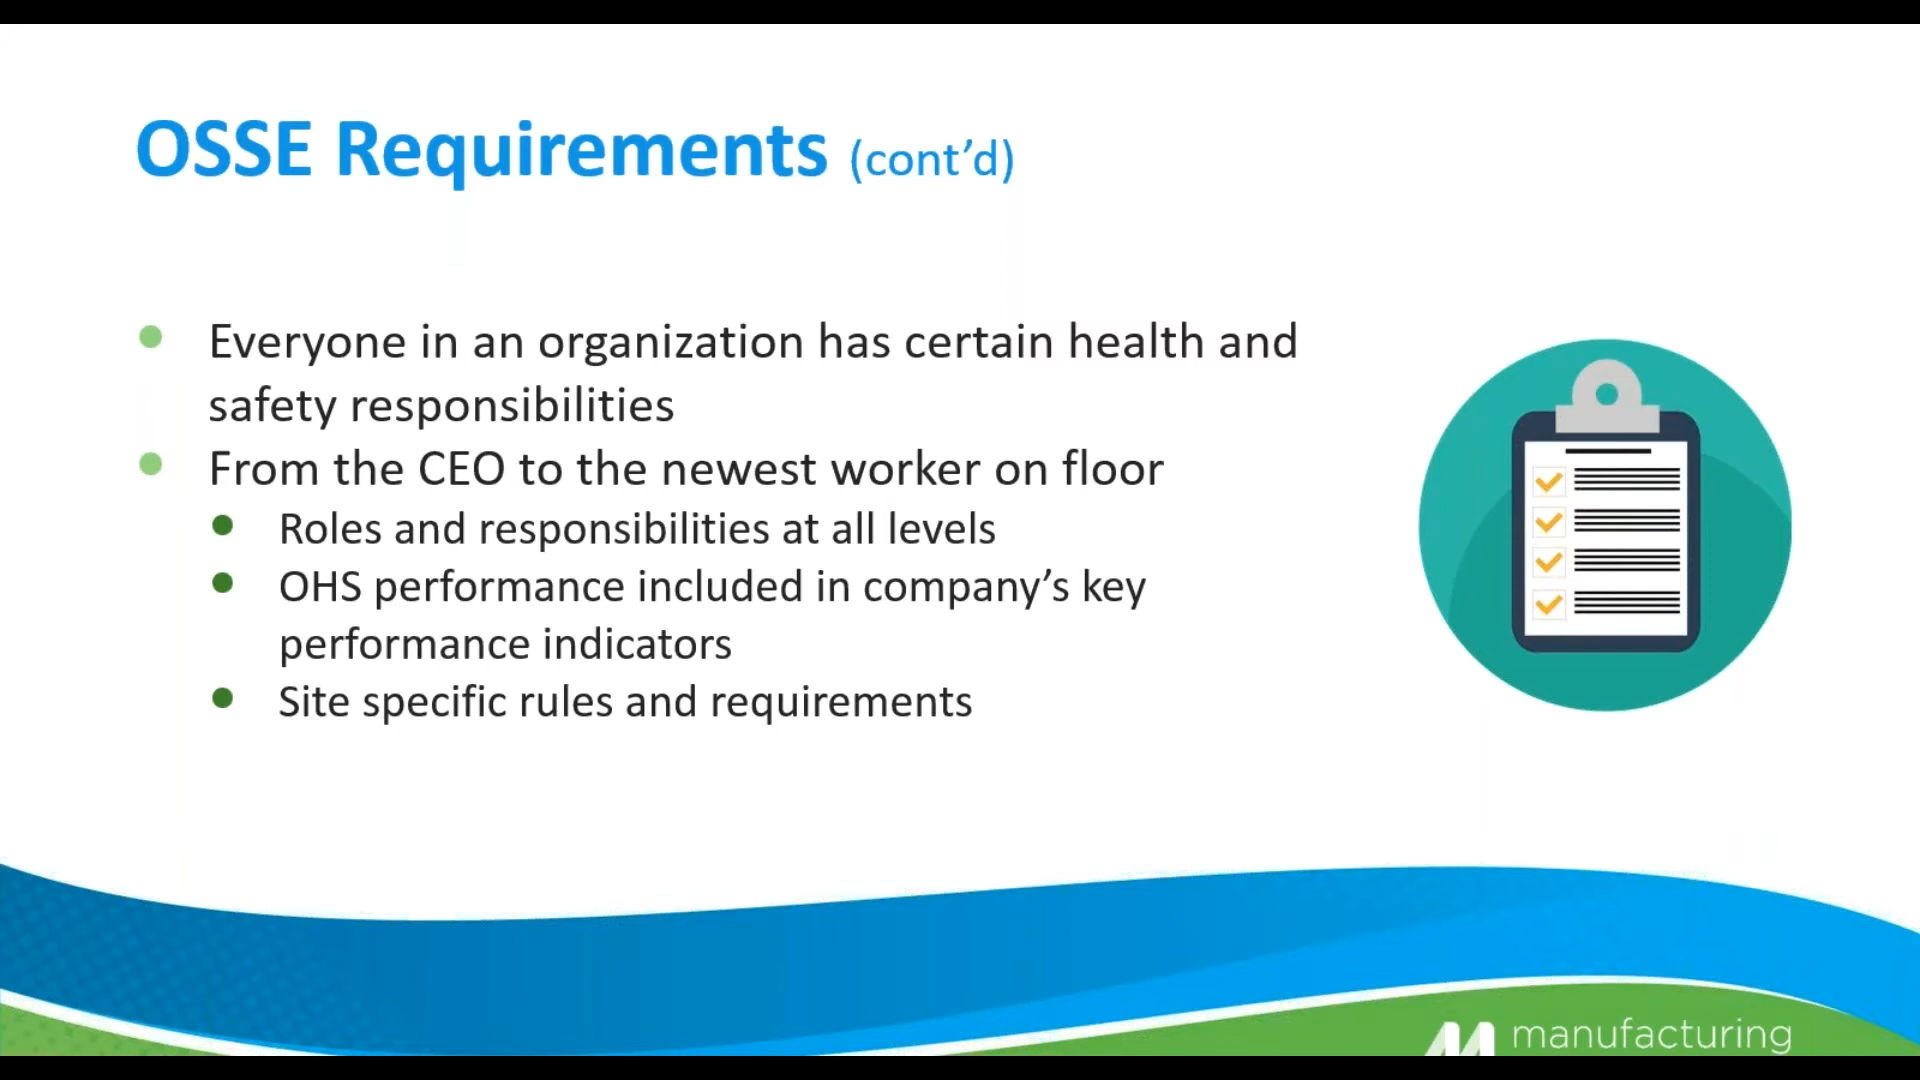 OSSE Requirements (cont’d)
Everyone in an organization has certain health and
safety responsibilities
From the CEO to the newest worker on floor
Roles and responsibilities at all levels
OHS performance included in company’s key
performance indicators
Site specific rules and requirements
manufacturing